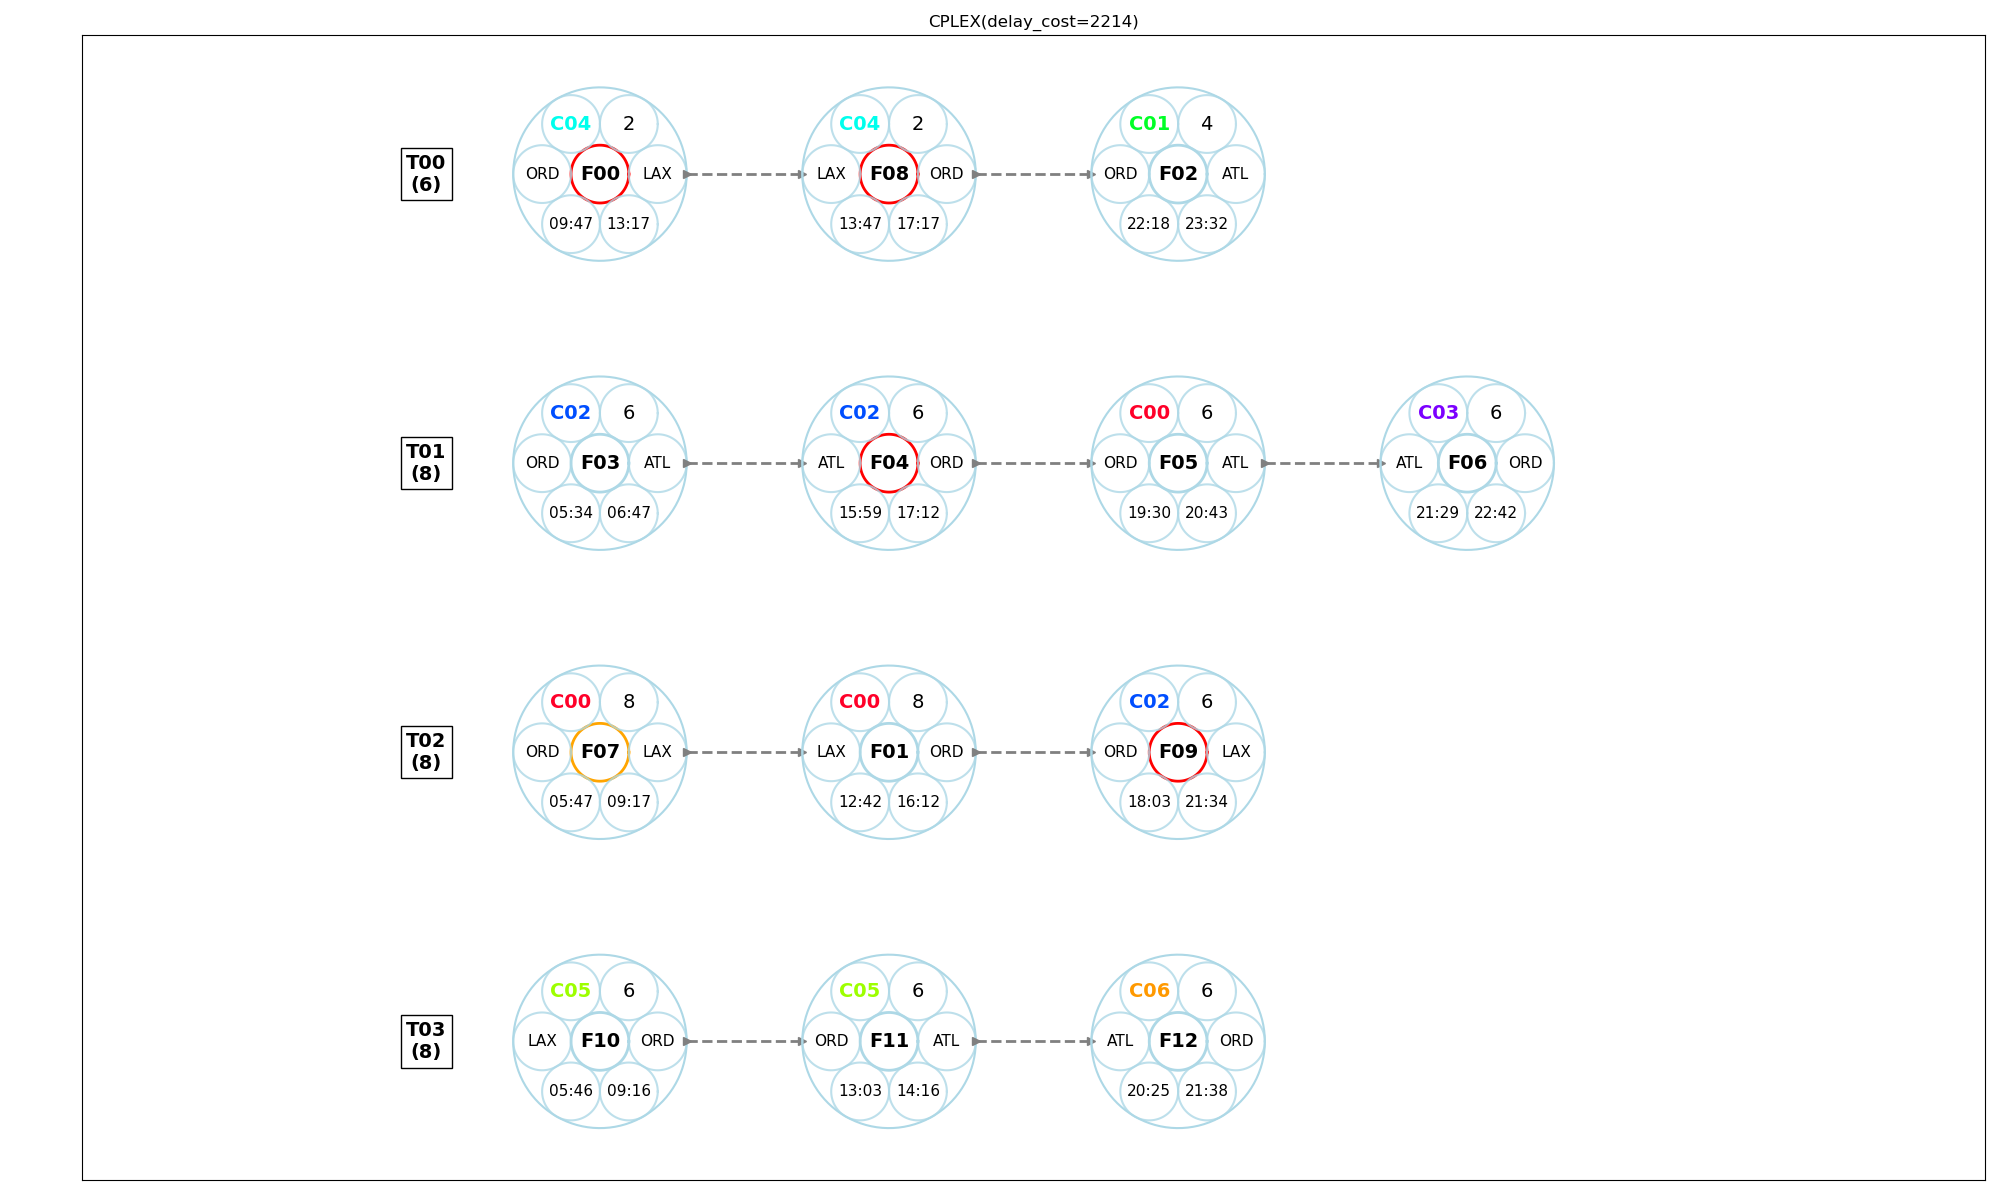 CPLEX(delay_cost=2214)
T00
(6)
C04 2
ORD F00 LAX
09:47 13:17
C04 2
LAX F08 ORD
13:47 17:17
C01 4
ORD F02 ATL
22:18 23:32
T01
(8)
C02 6
ORD F03 ATL
05:34 06:47
C02 6
ATL F04 ORD
15:59 17:12
C00 6
ORD F05 ATL
19:30 20:43
C03 6
ATL F06 ORD
21:29 22:42
T02
(8)
C00 8
ORD F07 LAX
05:47 09:17
C00 8
LAX F01 ORD
12:42 16:12
C02 6
ORD F09 LAX
18:03 21:34
T03
(8)
C05 6
LAX F10 ORD
05:46 09:16
C05 6
ORD F11 ATL
13:03 14:16
C06 6
ATL F12 ORD
20:25 21:38